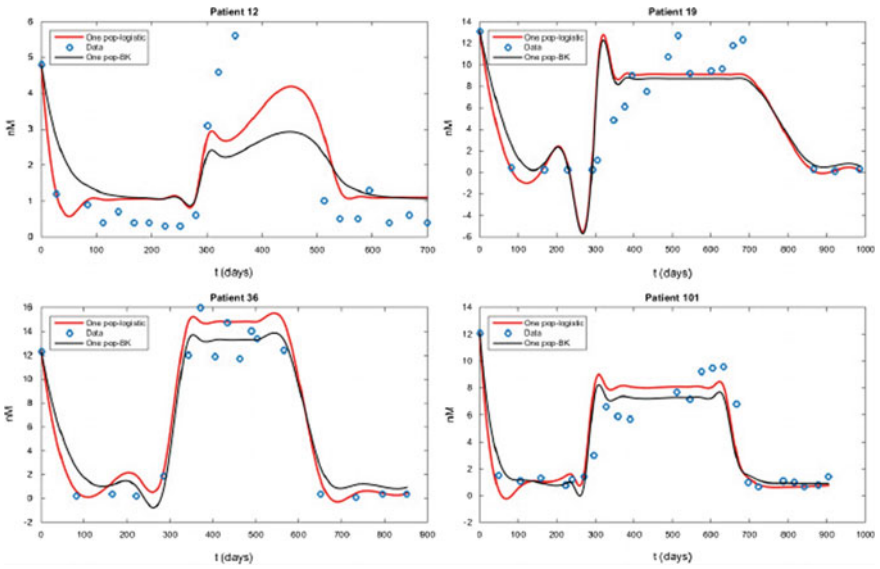 Patient 12
6
5
4
3
2
1
0
nM
One pop-logistic
Data
One pop-BK
0 100 200 300 400 500 600 700
t (days)
Patient 19
14
12
10
8
6
4
2
0
-2
-4
-6
nM
One pop-logistic
Data
One pop-BK
0 100 200 300 400 500 600 700 800 900 1000
t (days)
Patient 36
16
14
12
10
8
6
4
2
0
-2
nM
One pop-logistic
Data
One pop-BK
0 100 200 300 400 500 600 700 800 900
t (days)
Patient 101
14
12
10
8
6
4
2
0
-2
nM
One pop-logistic
Data
One pop-BK
0 100 200 300 400 500 600 700 800 900 1000
t (days)